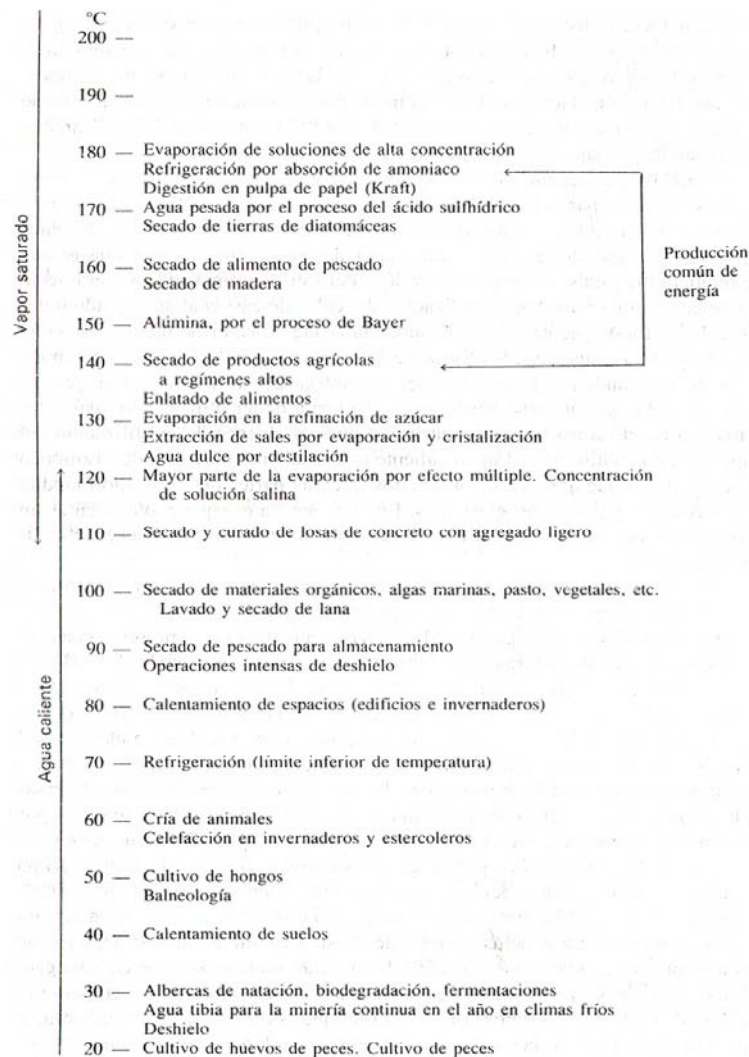 °C
200 —
190 —
180 — Evaporación de soluciones de alta concentración
Refrigeración por absorción de amoniaco
Digestión en pulpa de papel (Kraft)
170 — Agua pesada por el proceso del ácido sulfhídrico
Secado de tierras de diatomáceas
160 — Secado de alimento de pescado
Secado de madera
150 — Alúmina, por el proceso de Bayer
140 — Secado de productos agrícolas
a regímenes altos
Enlatado de alimentos
130 — Evaporación en la refinación de azúcar
Extracción de sales por evaporación y cristalización
Agua dulce por destilación
120 — Mayor parte de la evaporación por efecto múltiple. Concentración
de solución salina
110 — Secado y curado de losas de concreto con agregado ligero
100 — Secado de materiales orgánicos, algas marinas, pasto, vegetales, etc.
Lavado y secado de lana
90 — Secado de pescado para almacenamiento
Operaciones intensas de deshielo
80 — Calentamiento de espacios (edificios e invernaderos)
70 — Refrigeración (límite inferior de temperatura)
60 — Cría de animales
Celefacción en invernaderos y estercoleros
50 — Cultivo de hongos
Balneología
40 — Calentamiento de suelos
30 — Albercas de natación, biodegradación, fermentaciones
Agua tibia para la minería continua en el año en climas fríos
Deshielo
20 — Cultivo de huevos de peces. Cultivo de peces
Vapor saturado
Agua caliente
Producción
común de
energía